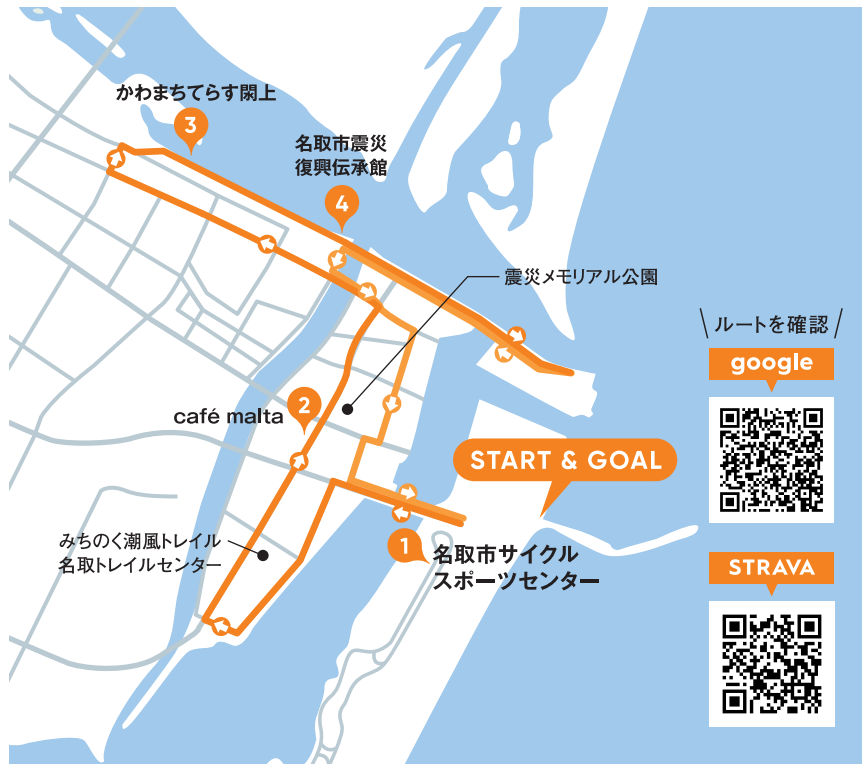 かわまちてらす閖上
3
名取市震災
復興伝承館
4
震災メモリアル公園
ルートを確認
google
café malta
2
START & GOAL
みちのく潮風トレイル
名取トレイルセンター
1
名取市サイクル
スポーツセンター
STRAVA